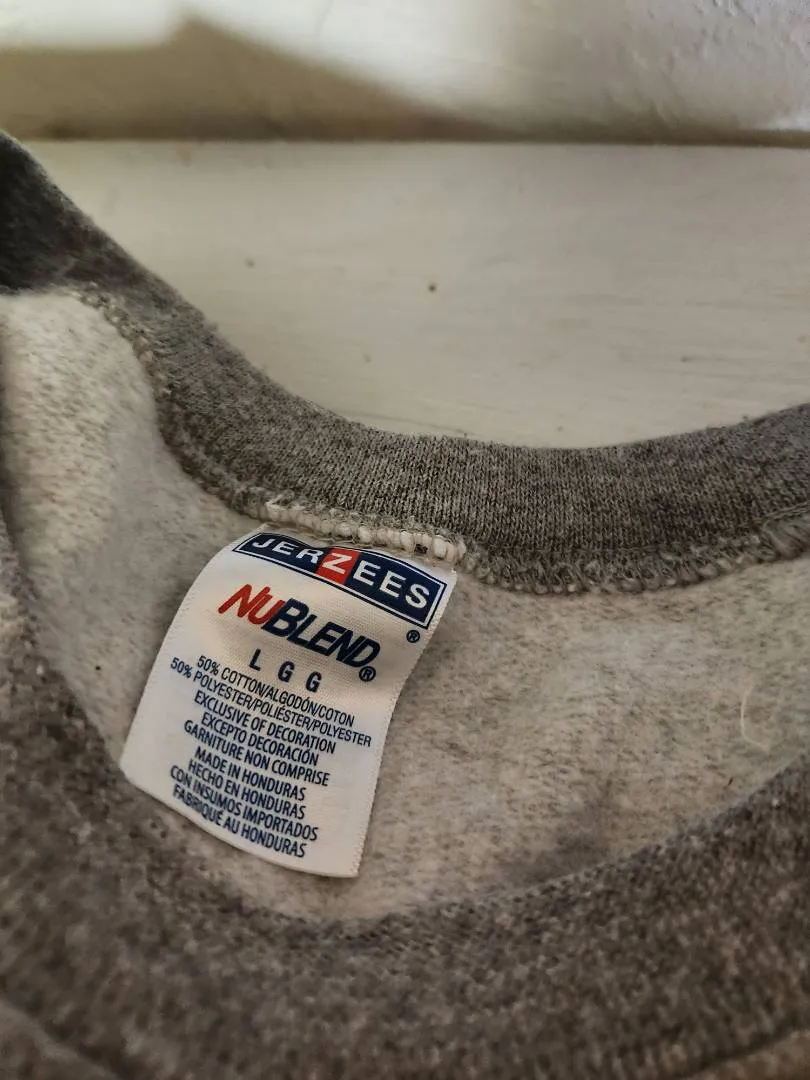 JERZEES
®
NUBLEND®
L G G
50% COTTON/ALGODÓN/COTON
50% POLYESTER/POLIÉSTER/POLYESTER
EXCLUSIVE OF DECORATION
EXCEPTO DECORACIÓN
GARNITURE NON COMPRISE
MADE IN HONDURAS
HECHO EN HONDURAS
CON INSUMOS IMPORTADOS
FABRIQUÉ AU HONDURAS